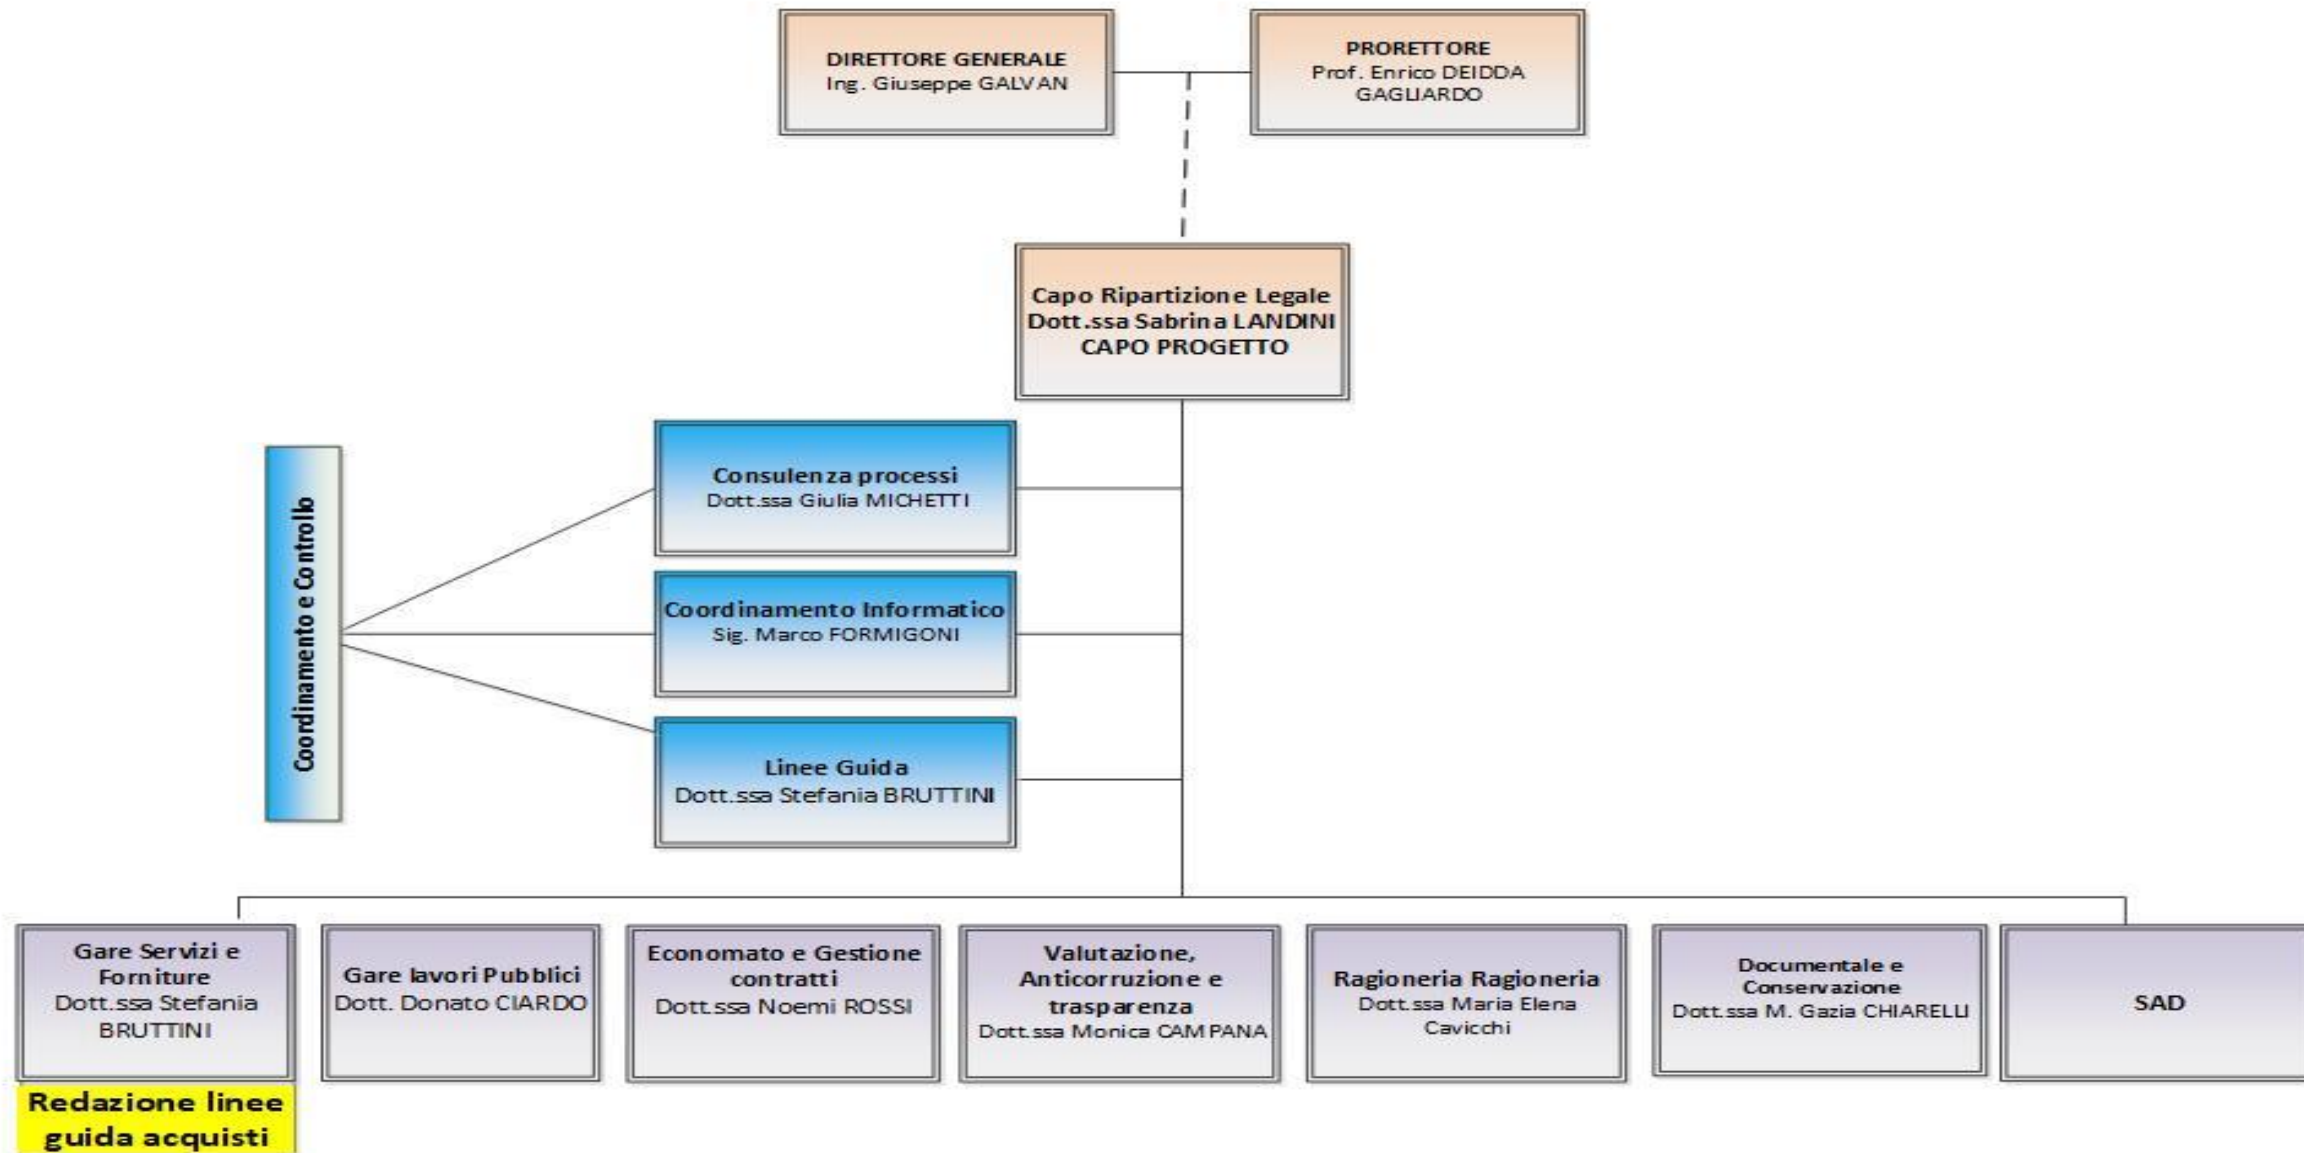 DIRETTORE GENERALE
Ing. Giuseppe GALVAN
PRORETTORE
Prof. Enrico DEIDDA
GAGLIARDO
Capo Ripartizione Legale
Dott.ssa Sabrina LANDINI
CAPO PROGETTO
Coordinamento e Controllo
Consulenza processi
Dott.ssa Giulia MICHETTI
Coordinamento Informatico
Sig. Marco FORMIGONI
Linee Guida
Dott.ssa Stefania BRUTTINI
Gare Servizi e
Forniture
Dott.ssa Stefania
BRUTTINI
Redazione linee
guida acquisti
Gare lavori Pubblici
Dott. Donato CIARDO
Economato e Gestione
contratti
Dott.ssa Noemi ROSSI
Valutazione,
Anticorruzione e
trasparenza
Dott.ssa Monica CAMPANA
Ragioneria Ragioneria
Dott.ssa Maria Elena
Cavicchi
Documentale e
Conservazione
Dott.ssa M. Gazia CHIARELLI
SAD